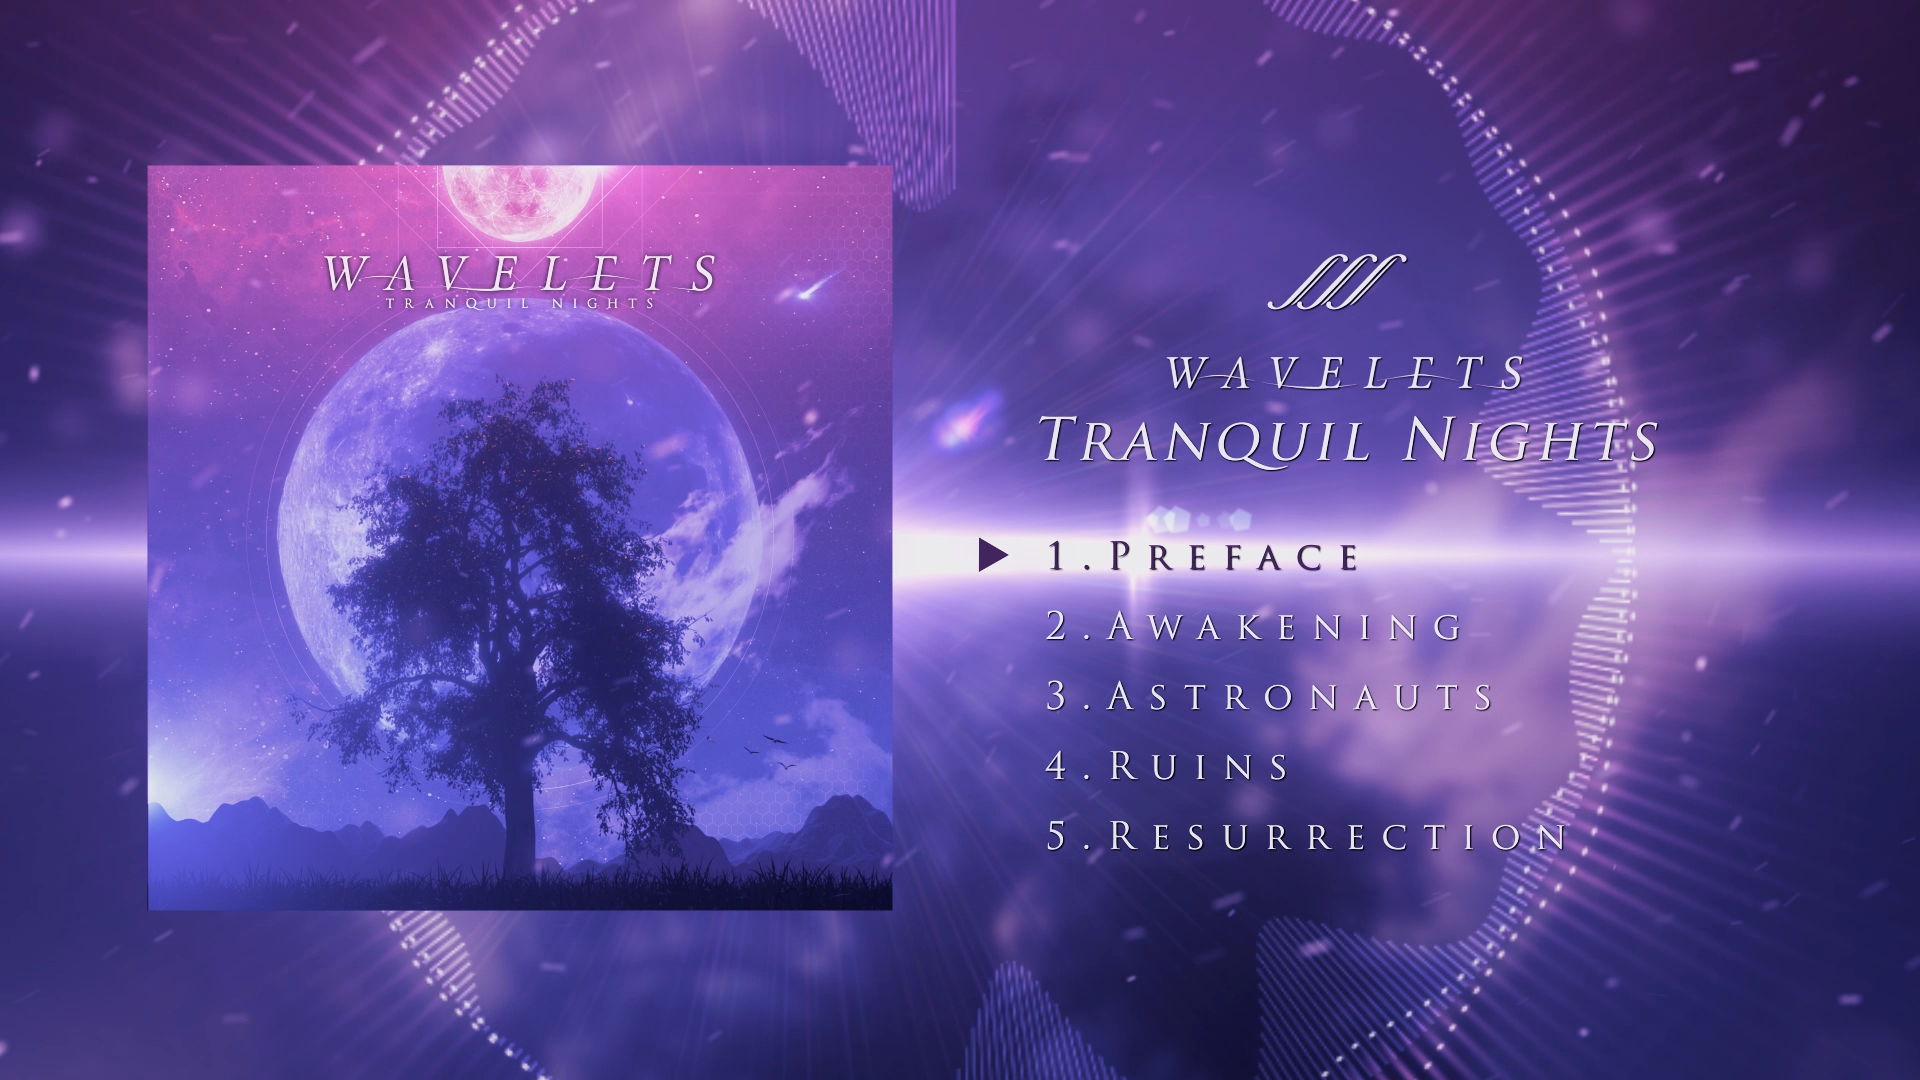 WAVELETS
TRANQUIL NIGHTS
WAVELETS
TRANQUIL NIGHTS
1. PREFACE
2. AWAKENING
3. ASTRONAUTS
4. RUINS
5. RESURRECTION